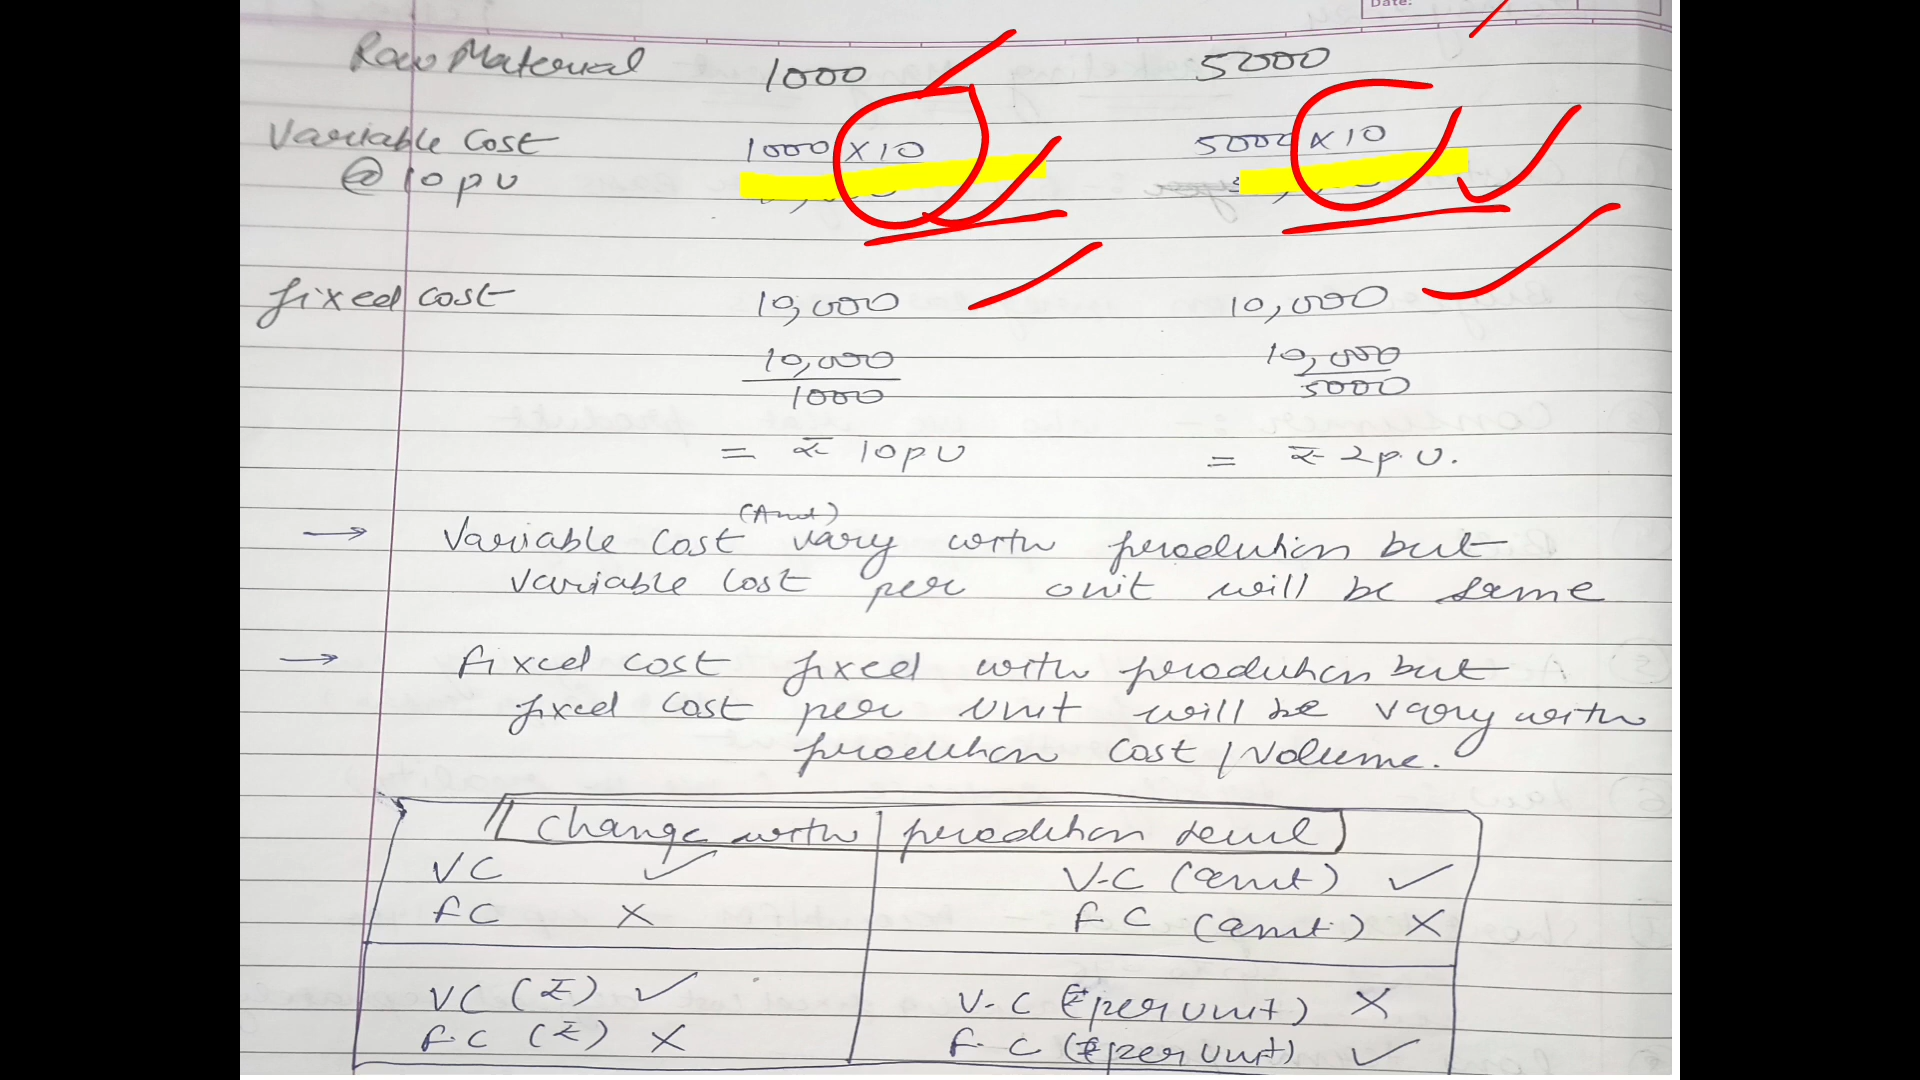 Date:
Raw Material 1000 5000
Variable Cost 1000 x 10 5000 x 10
@ 10 p u
fixed cost 10,000 10,000
10,000 10,000
1000 5000
= ₹ 10 p u = ₹ 2 p.u.
(Amt)
→ Variable Cost vary with production but
variable cost per unit will be same
→ fixed cost fixed with production but
fixed cost per unit will be vary with
production cost / Volume.
Change with production level
VC ✓ V.C (amt) ✓
FC X F.C (amt) X
VC (₹) ✓ V.C (₹ per unit) X
F.C (₹) X F.C (₹ per unit) ✓